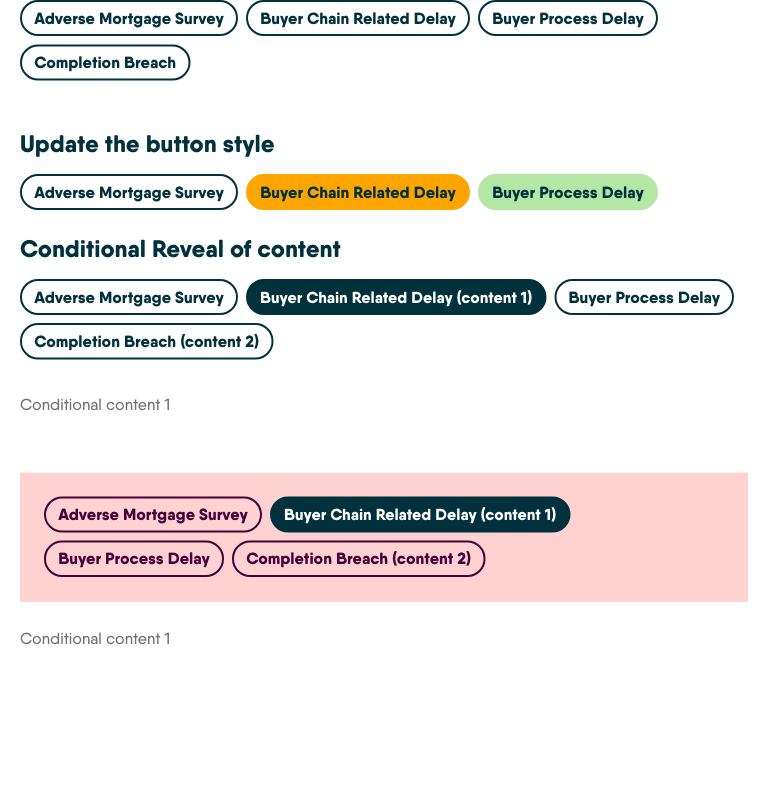 Adverse Mortgage Survey Buyer Chain Related Delay Buyer Process Delay
Completion Breach
Update the button style
Adverse Mortgage Survey Buyer Chain Related Delay Buyer Process Delay
Conditional Reveal of content
Adverse Mortgage Survey Buyer Chain Related Delay (content 1) Buyer Process Delay
Completion Breach (content 2)
Conditional content 1
Adverse Mortgage Survey Buyer Chain Related Delay (content 1)
Buyer Process Delay Completion Breach (content 2)
Conditional content 1